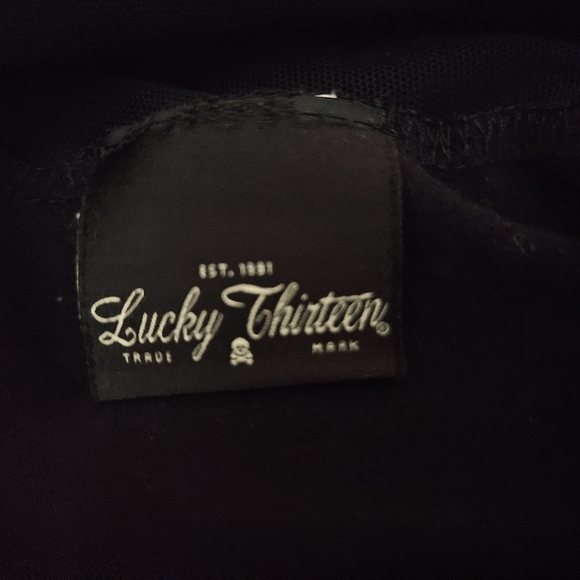 EST. 1991
Lucky Thirteen®
TRADE MARK